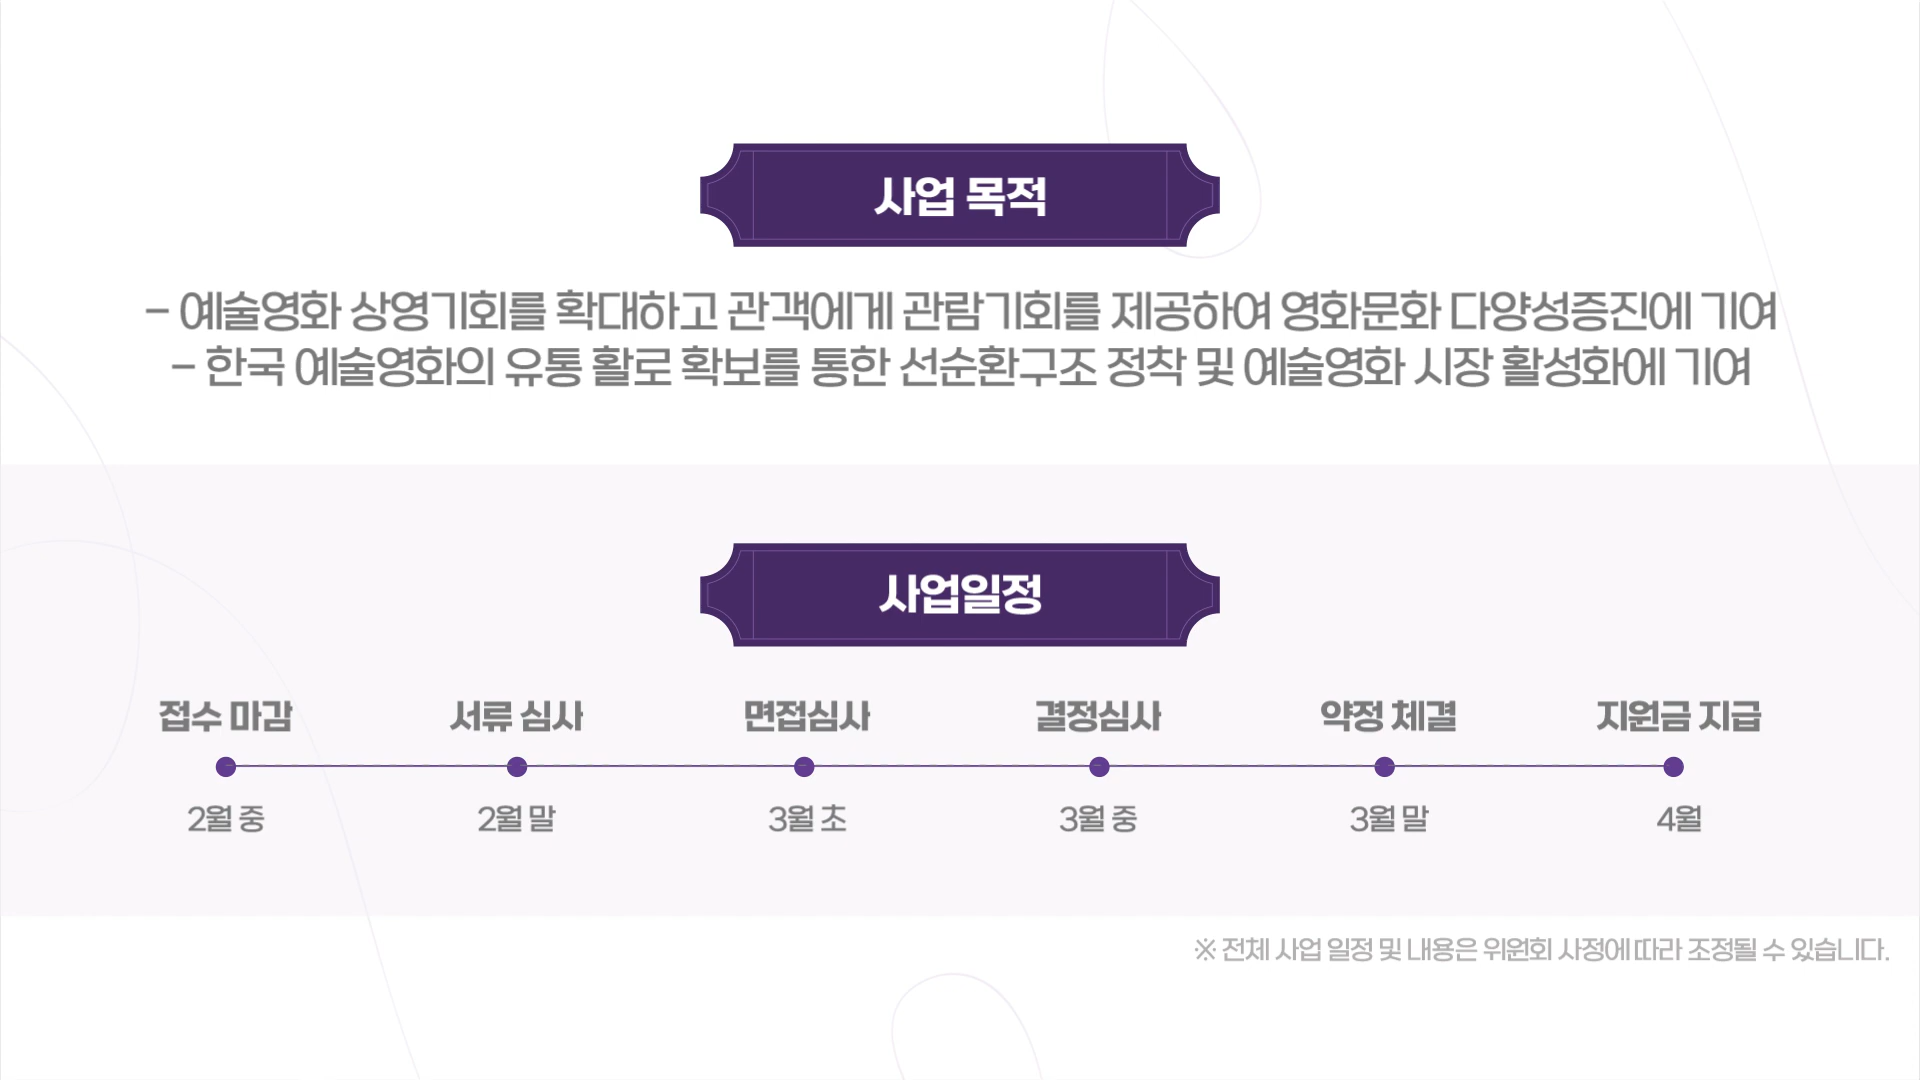 사업 목적
– 예술영화 상영기회를 확대하고 관객에게 관람기회를 제공하여 영화문화 다양성증진에 기여
– 한국 예술영화의 유통 활로 확보를 통한 선순환구조 정착 및 예술영화 시장 활성화에 기여
사업일정
접수 마감 서류 심사 면접심사 결정심사 약정 체결 지원금 지급
2월 중 2월 말 3월 초 3월 중 3월 말 4월
※ 전체 사업 일정 및 내용은 위원회 사정에 따라 조정될 수 있습니다.